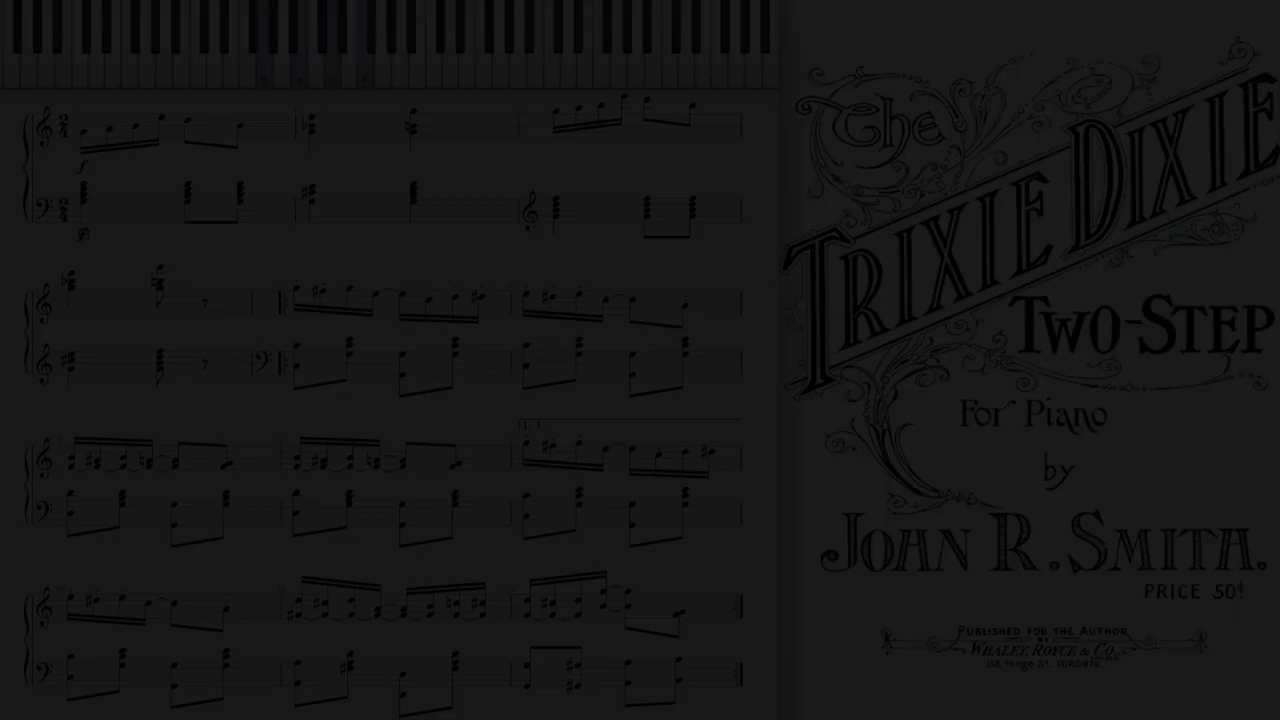 The
TRIXIE DIXIE
TWO-STEP
For Piano
by
JOHN R. SMITH.
PRICE 50¢
PUBLISHED FOR THE AUTHOR
BY
WHALEY, ROYCE & CO.
158 Yonge St. TORONTO.